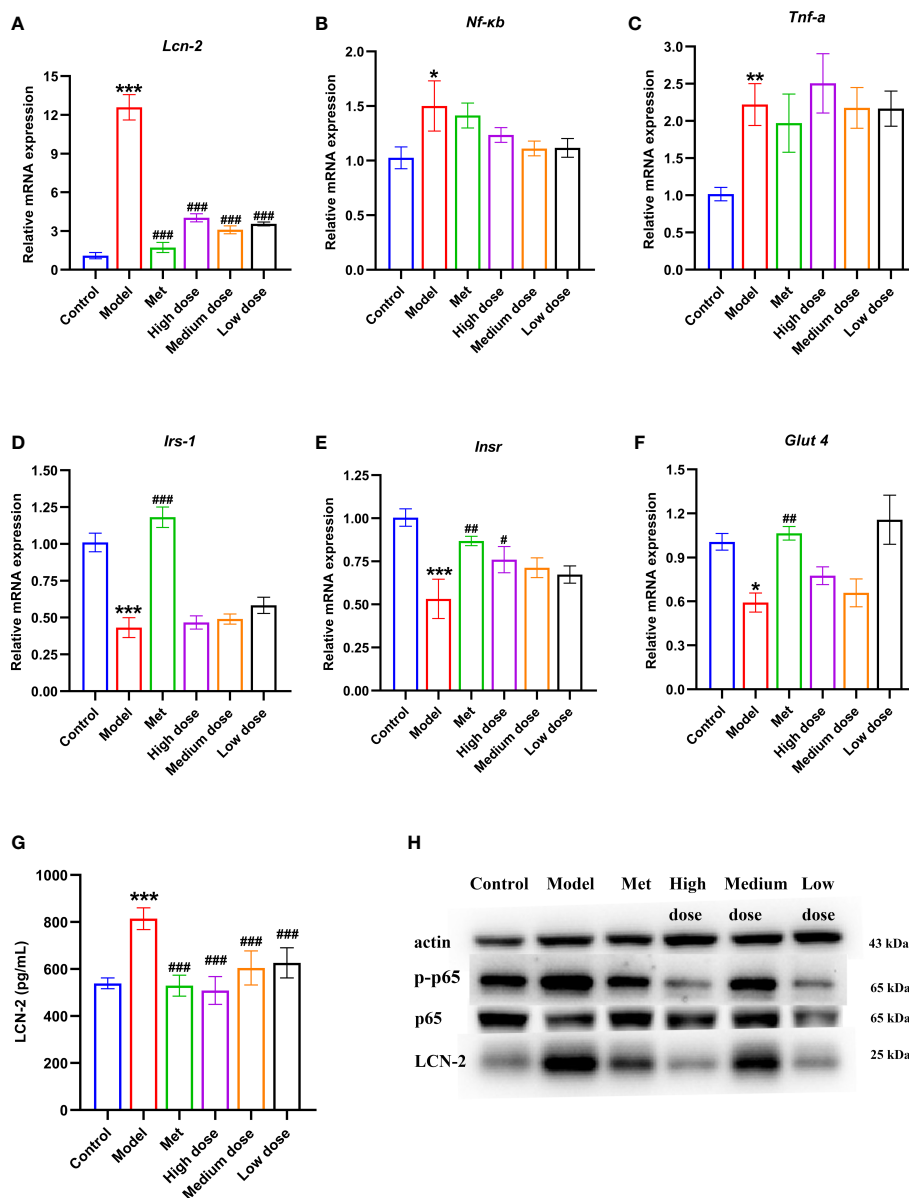 A
Lcn-2
Relative mRNA expression
15
12
9
6
3
0
***
###
###
###
###
Control
Model
Met
High dose
Medium dose
Low dose
B
Nf-κb
Relative mRNA expression
2.0
1.5
1.0
0.5
0.0
*
Control
Model
Met
High dose
Medium dose
Low dose
C
Tnf-a
Relative mRNA expression
3.0
2.5
2.0
1.5
1.0
0.5
0.0
**
Control
Model
Met
High dose
Medium dose
Low dose
D
Irs-1
Relative mRNA expression
1.50
1.25
1.00
0.75
0.50
0.25
0.00
***
###
Control
Model
Met
High dose
Medium dose
Low dose
E
Insr
Relative mRNA expression
1.25
1.00
0.75
0.50
0.25
0.00
***
##
#
Control
Model
Met
High dose
Medium dose
Low dose
F
Glut 4
Relative mRNA expression
1.5
1.2
0.9
0.6
0.3
0.0
*
##
Control
Model
Met
High dose
Medium dose
Low dose
G
LCN-2 (pg/mL)
1000
800
600
400
200
0
***
###
###
###
###
Control
Model
Met
High dose
Medium dose
Low dose
H
Control Model Met High Medium Low
dose dose dose
actin 43 kDa
p-p65 65 kDa
p65 65 kDa
LCN-2 25 kDa